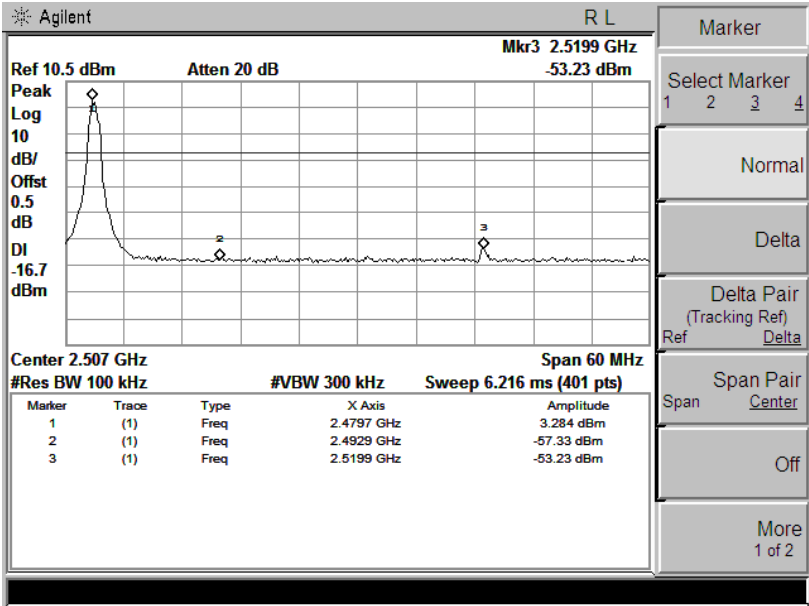 Agilent R L
Mkr3 2.5199 GHz
Ref 10.5 dBm Atten 20 dB -53.23 dBm
Peak
Log
10
dB/
Offst
0.5
dB
DI
-16.7
dBm
2
3
Center 2.507 GHz Span 60 MHz
#Res BW 100 kHz #VBW 300 kHz Sweep 6.216 ms (401 pts)
Marker Trace Type X Axis Amplitude
1 (1) Freq 2.4797 GHz 3.284 dBm
2 (1) Freq 2.4929 GHz -57.33 dBm
3 (1) Freq 2.5199 GHz -53.23 dBm
Marker
Select Marker
1 2 3 4
Normal
Delta
Delta Pair
(Tracking Ref)
Ref Delta
Span Pair
Span Center
Off
More
1 of 2